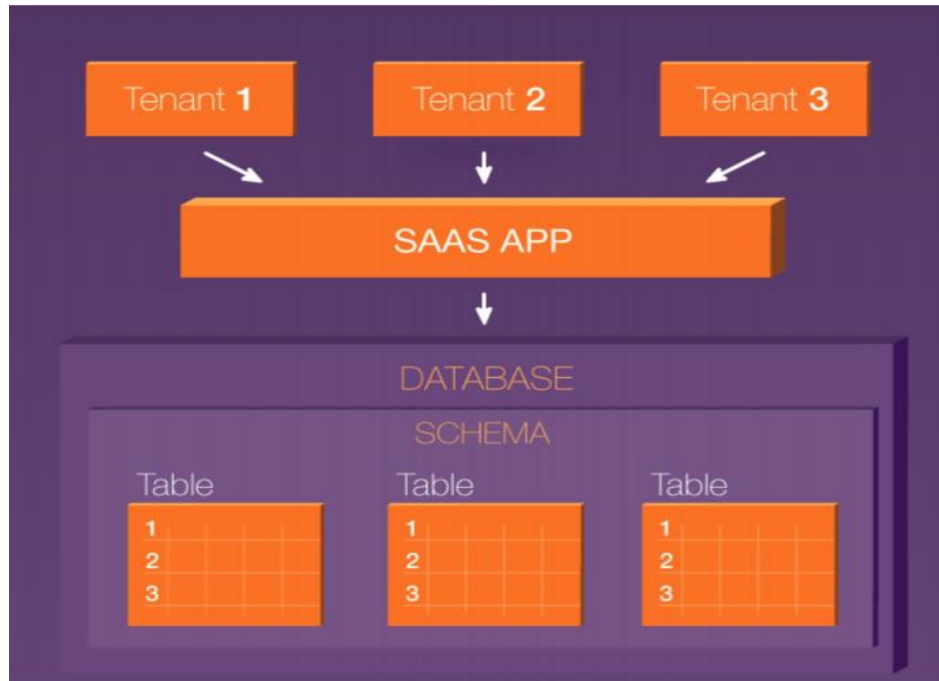 Tenant 1
Tenant 2
Tenant 3
SAAS APP
DATABASE
SCHEMA
Table
1
2
3
Table
1
2
3
Table
1
2
3